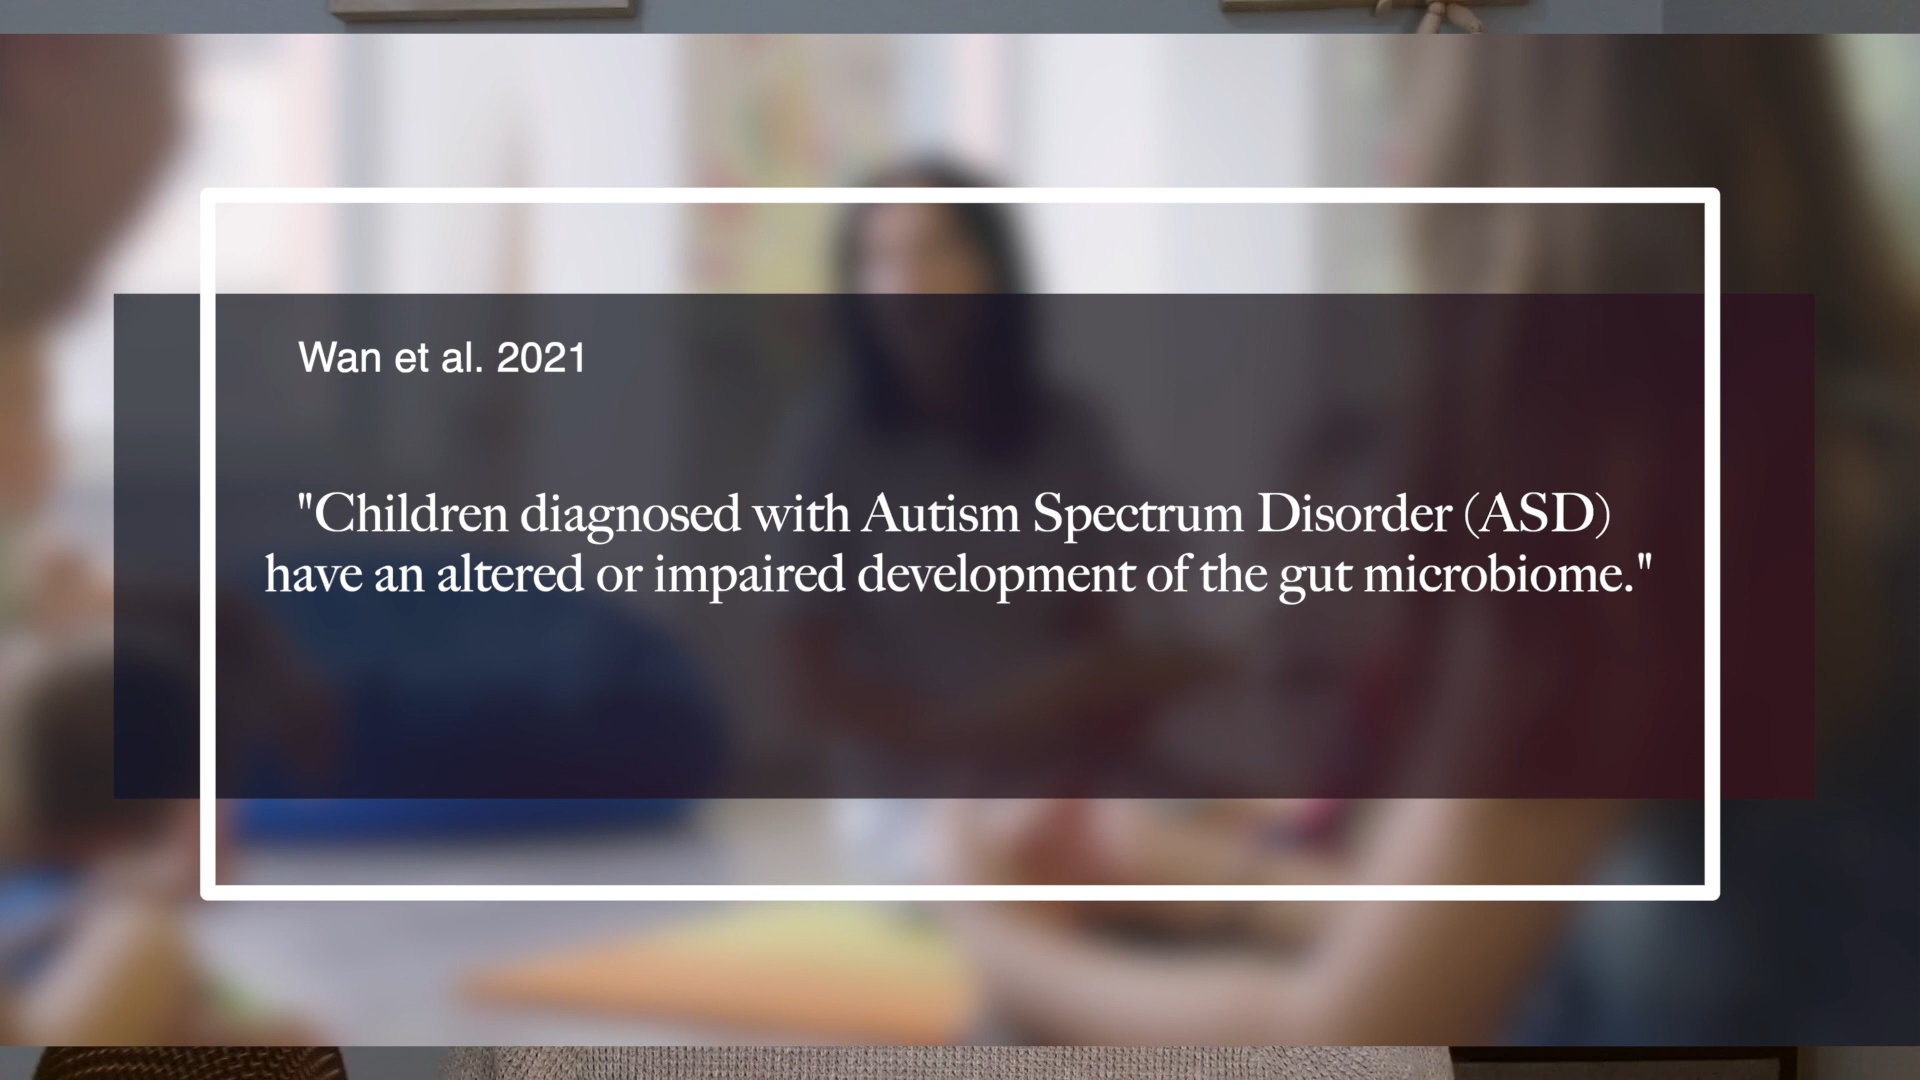 Wan et al. 2021
"Children diagnosed with Autism Spectrum Disorder (ASD)
have an altered or impaired development of the gut microbiome."